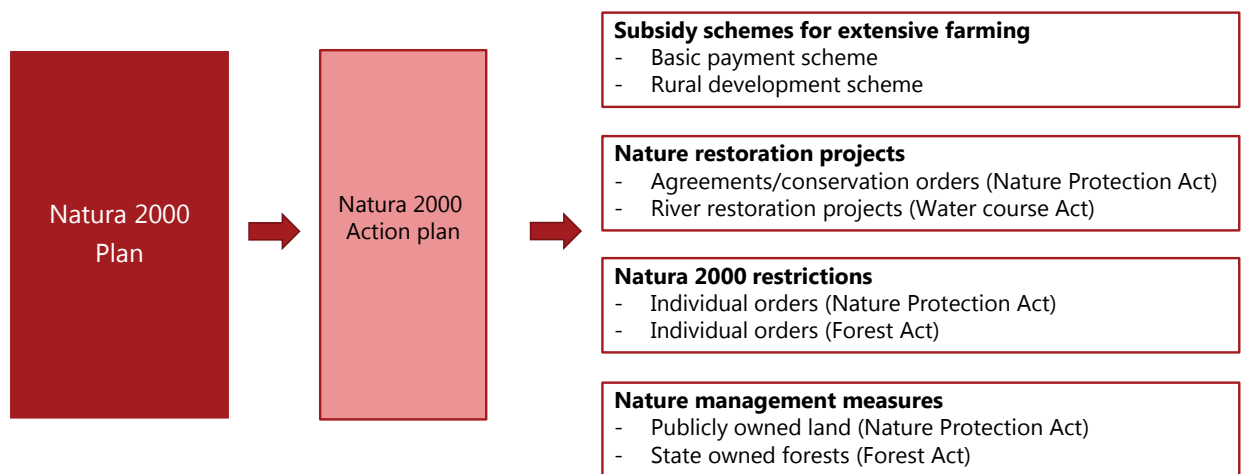 Natura 2000
Plan
Natura 2000
Action plan
Subsidy schemes for extensive farming
- Basic payment scheme
- Rural development scheme
Nature restoration projects
- Agreements/conservation orders (Nature Protection Act)
- River restoration projects (Water course Act)
Natura 2000 restrictions
- Individual orders (Nature Protection Act)
- Individual orders (Forest Act)
Nature management measures
- Publicly owned land (Nature Protection Act)
- State owned forests (Forest Act)